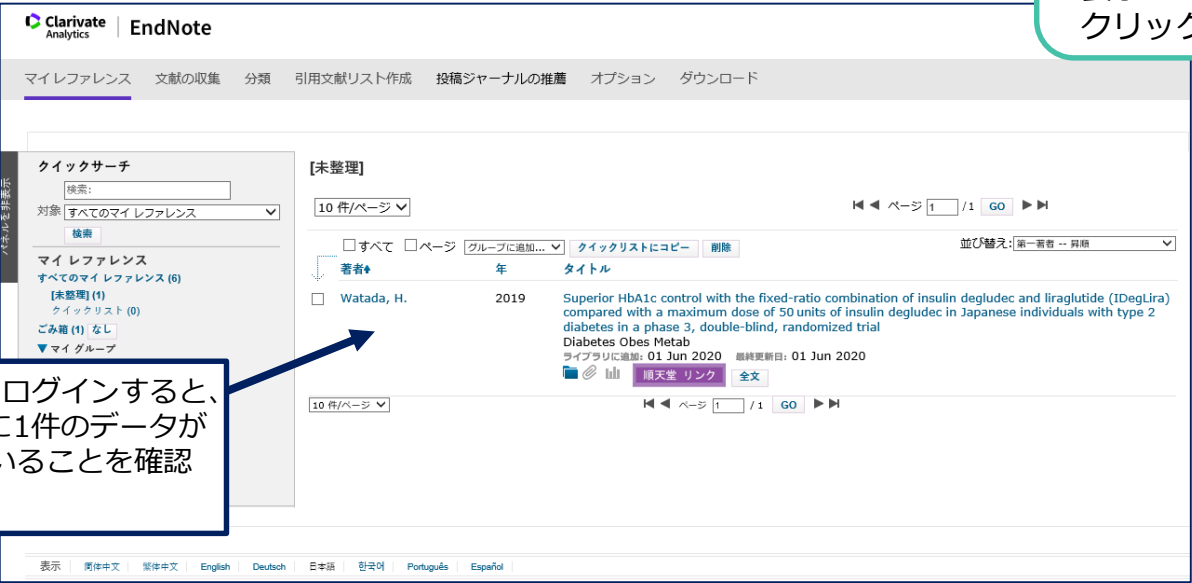 クリック
Clarivate
Analytics
EndNote
マイ レファレンス 文献の収集 分類 引用文献リスト作成 投稿ジャーナルの推薦 オプション ダウンロード
パネルを非表示
クイックサーチ
検索:
対象 すべてのマイ レファレンス
検索
マイ レファレンス
すべてのマイ レファレンス (6)
[未整理] (1)
クイックリスト (0)
ごみ箱 (1) なし
▼マイ グループ
[未整理]
10 件/ページ
ページ 1 /1 GO
すべて ページ グループに追加... クイックリストにコピー 削除
並び替え: 第一著者 -- 昇順
著者 年 タイトル
Watada, H. 2019 Superior HbA1c control with the fixed-ratio combination of insulin degludec and liraglutide (IDegLira)
compared with a maximum dose of 50 units of insulin degludec in Japanese individuals with type 2
diabetes in a phase 3, double-blind, randomized trial
Diabetes Obes Metab
ライブラリに追加: 01 Jun 2020 最終更新日: 01 Jun 2020
順天堂 リンク 全文
10 件/ページ
ページ 1 /1 GO
ログインすると、
に1件のデータが
いることを確認
表示 简体中文 繁体中文 English Deutsch 日本語 한국어 Português Español